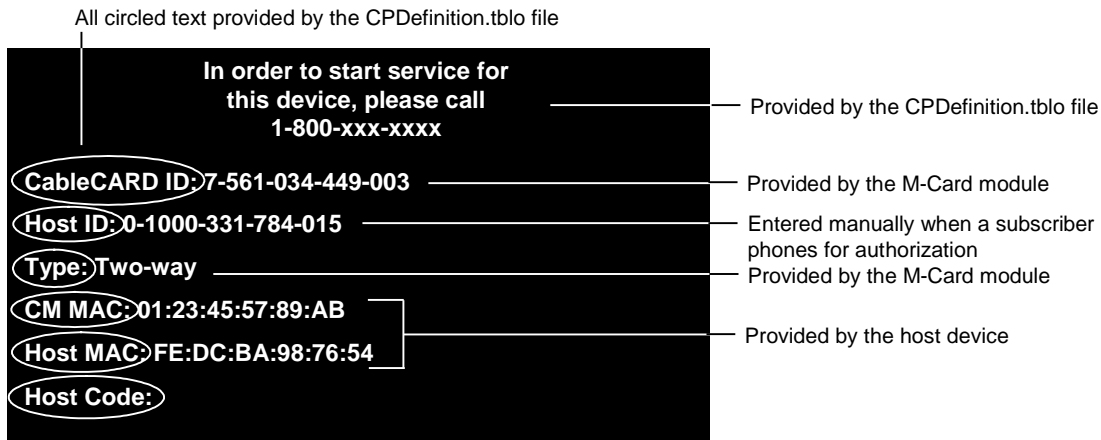 All circled text provided by the CPDefinition.tblo file
In order to start service for
this device, please call
1-800-xxx-xxxx
Provided by the CPDefinition.tblo file
CableCARD ID: 7-561-034-449-003
Provided by the M-Card module
Host ID: 0-1000-331-784-015
Entered manually when a subscriber
phones for authorization
Type: Two-way
Provided by the M-Card module
CM MAC: 01:23:45:57:89:AB
Host MAC: FE:DC:BA:98:76:54
Provided by the host device
Host Code: